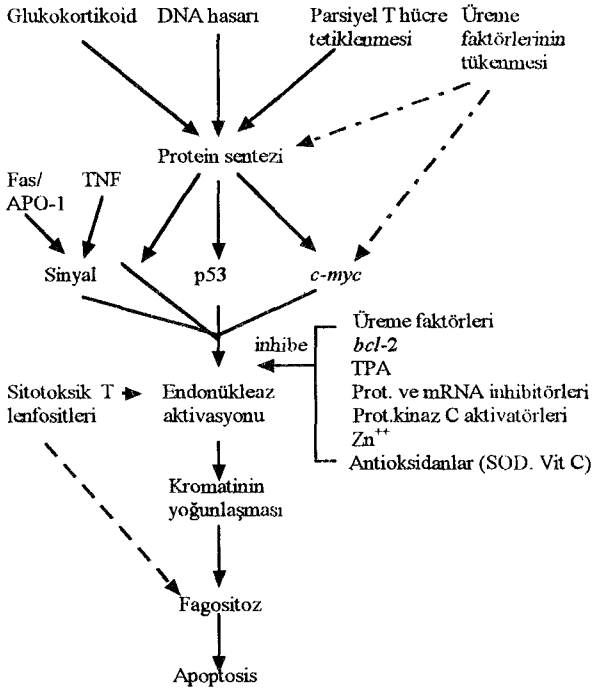 Glukokortikoid
DNA hasarı
Parsiyel T hücre
tetiklenmesi
Üreme
faktörlerinin
tükenmesi
Protein sentezi
Fas/
APO-1
TNF
Sinyal
p53
c-myc
inhibe
Üreme faktörleri
bcl-2
TPA
Prot. ve mRNA inhibitörleri
Prot.kinaz C aktivatörleri
Zn++
Antioksidanlar (SOD. Vit C)
Sitotoksik T
lenfositleri
Endonükleaz
aktivasyonu
Kromatinin
yoğunlaşması
Fagositoz
Apoptosis